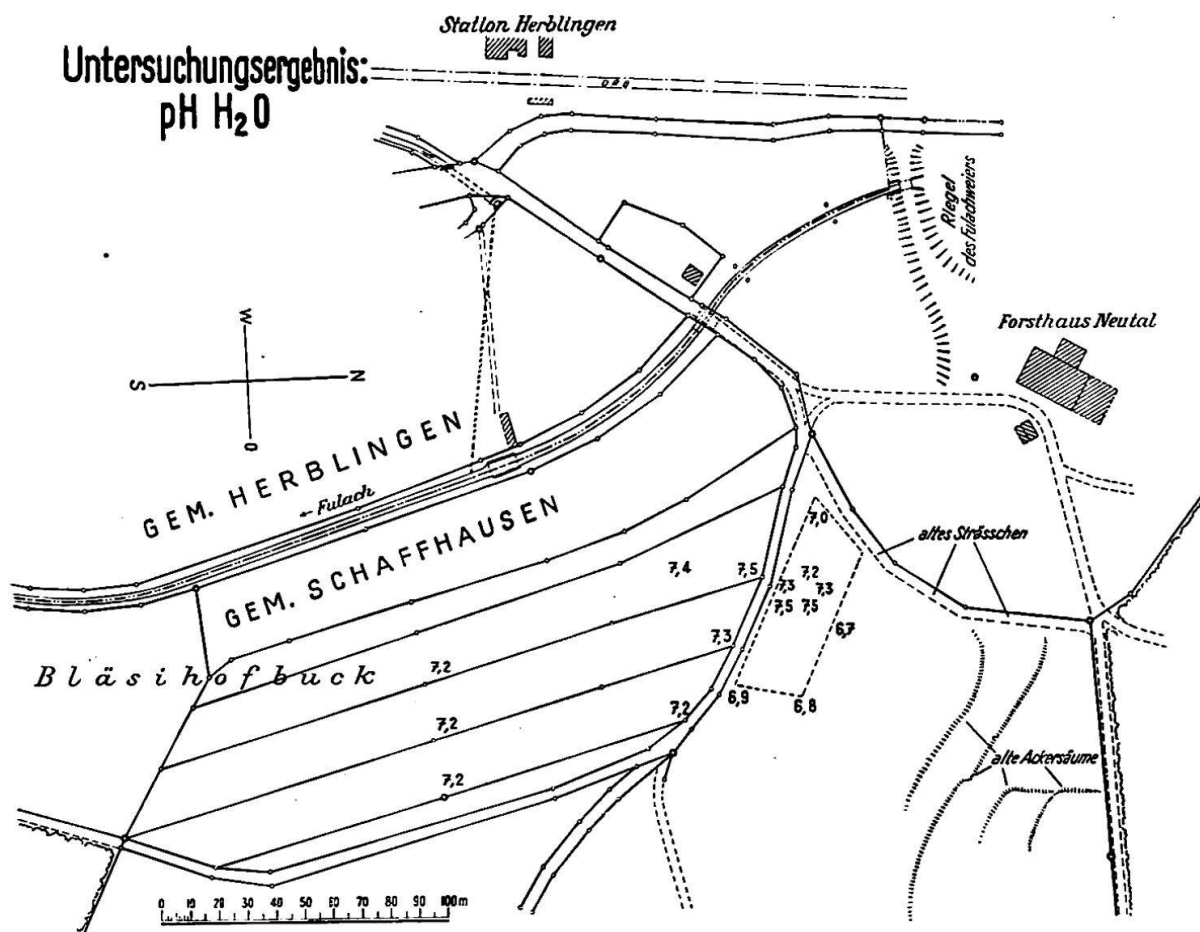 Station Herblingen
Untersuchungsergebnis:
pH H₂O
Riegel
des Fulachweiers
Forsthaus Neutal
W
S
N
O
GEM. HERBLINGEN
← Fulach
GEM. SCHAFFHAUSEN
Bläsihofbuck
altes Strässchen
alte Ackersäume
7,0
7,4
7,5
7,2
7,3
7,3
7,5
7,5
6,7
7,3
7,2
6,9
6,8
7,2
7,2
7,2
0 10 20 30 40 50 60 70 80 90 100m